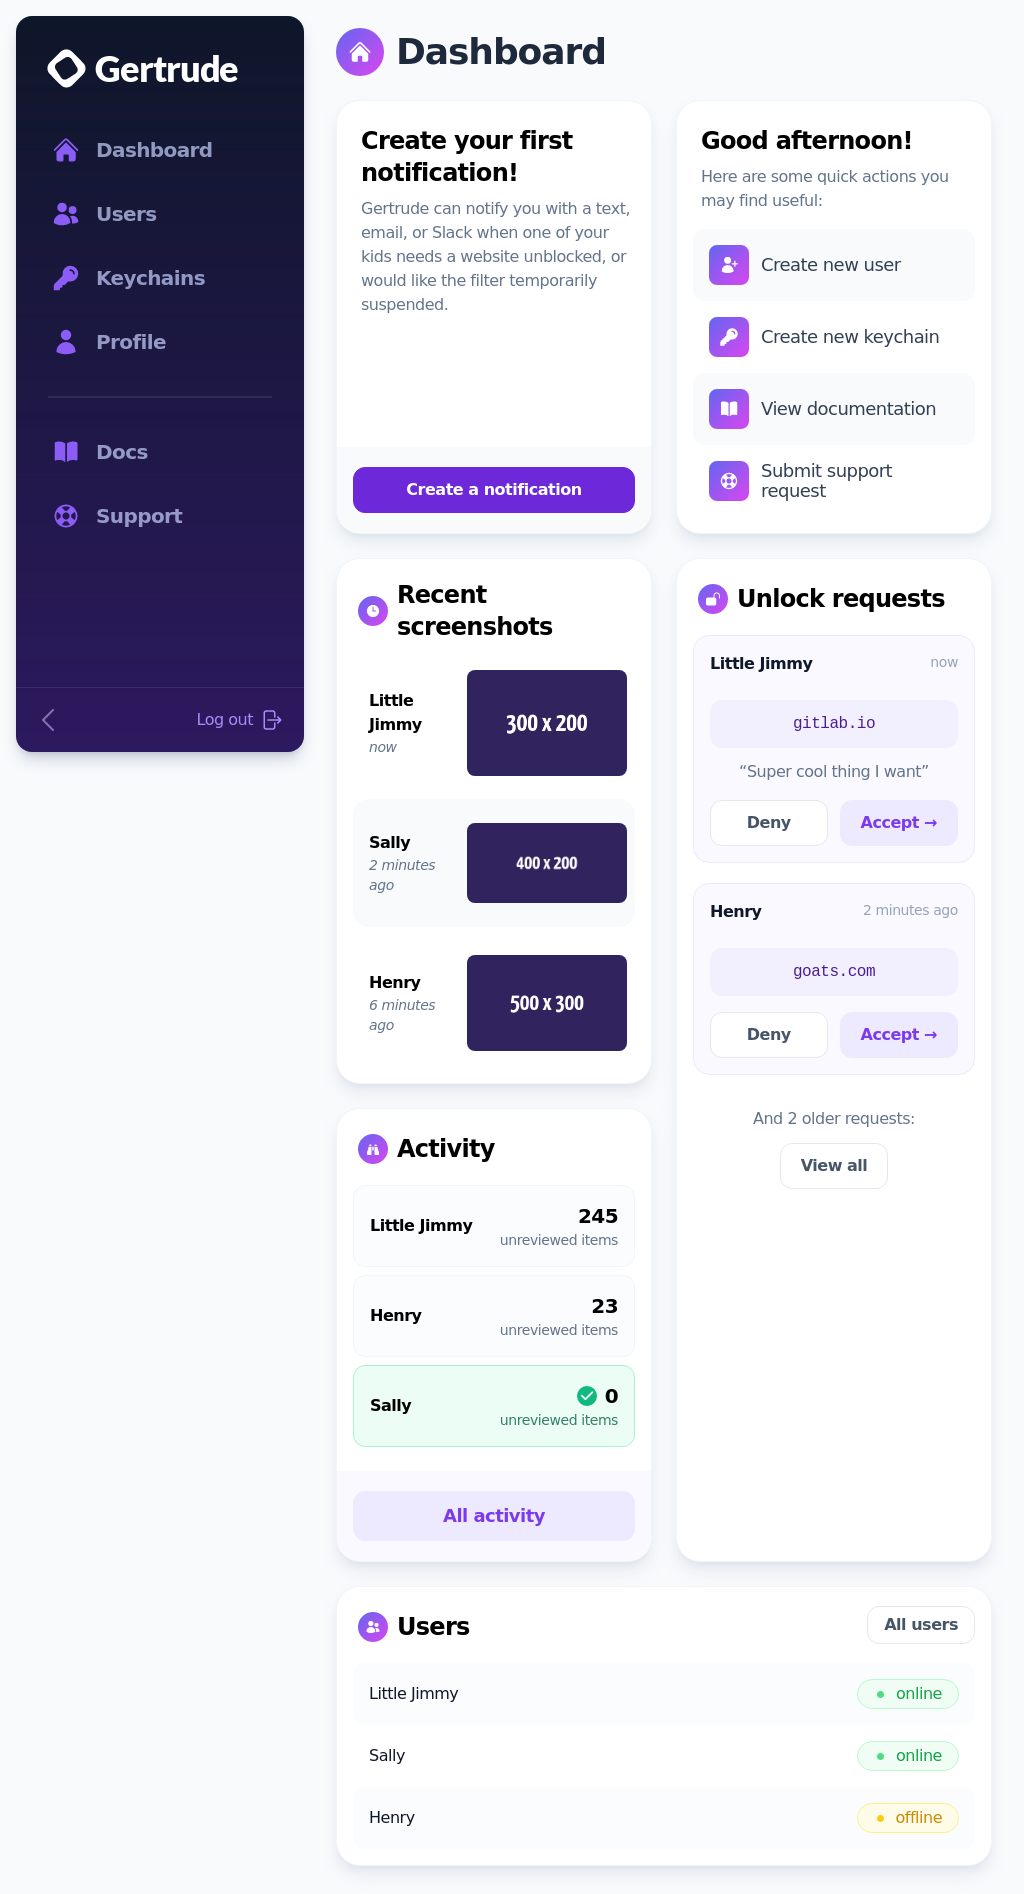 Gertrude
Dashboard
Users
Keychains
Profile
Docs
Support
Log out
Dashboard
Create your first
notification!
Gertrude can notify you with a text,
email, or Slack when one of your
kids needs a website unblocked, or
would like the filter temporarily
suspended.
Create a notification
Good afternoon!
Here are some quick actions you
may find useful:
Create new user
Create new keychain
View documentation
Submit support
request
Recent
screenshots
Little
Jimmy
now
300 x 200
Sally
2 minutes
ago
400 x 200
Henry
6 minutes
ago
500 x 300
Unlock requests
Little Jimmy
now
gitlab.io
“Super cool thing I want”
Deny
Accept →
Henry
2 minutes ago
goats.com
Deny
Accept →
And 2 older requests:
View all
Activity
Little Jimmy
245
unreviewed items
Henry
23
unreviewed items
Sally
0
unreviewed items
All activity
Users
All users
Little Jimmy
online
Sally
online
Henry
offline